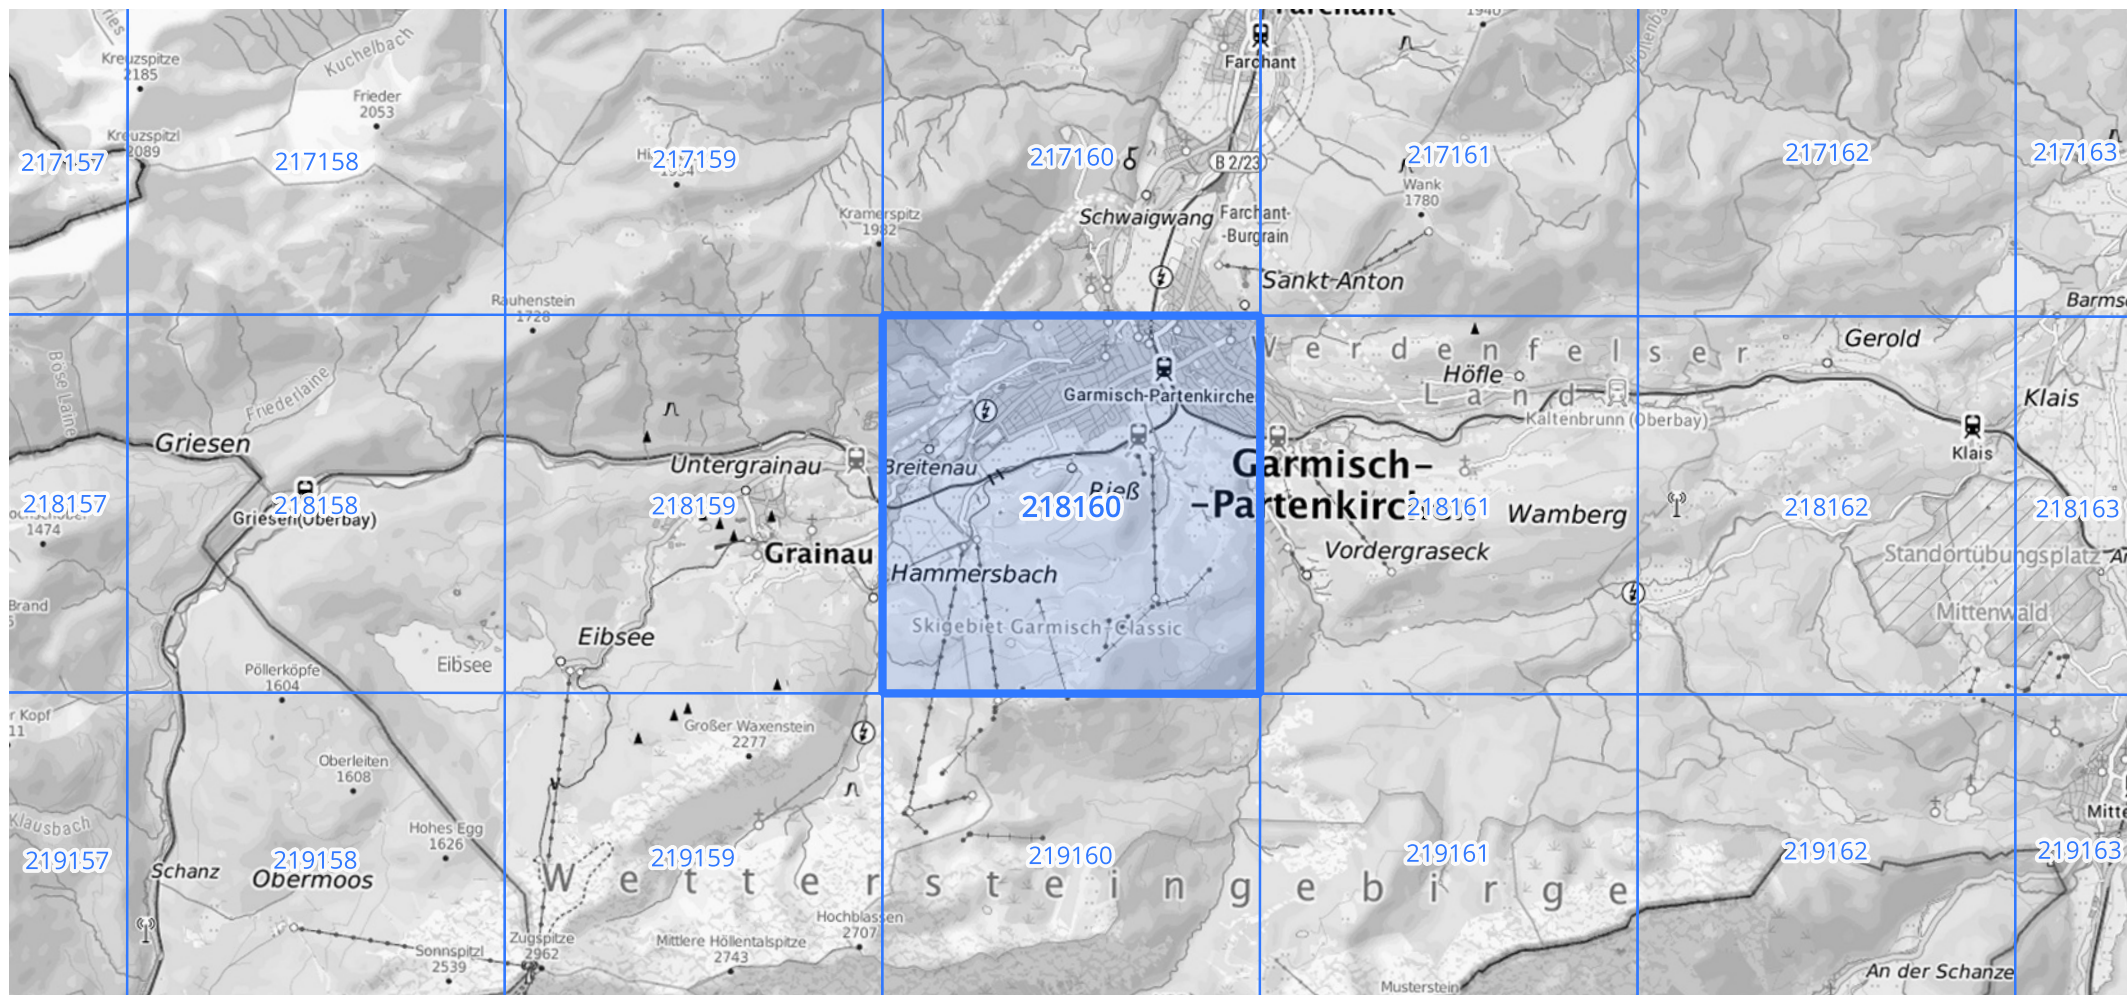 Kreuzspitze
2185
Kuchelbach
Frieder
2053
Kreuzspitzl
2089
217157
217158
217159
217160
217161
217162
217163
Farchant
B 2/23
Wank
1780
Kramerspitz
1982
Schwaigwang
Farchant-
-Burgrain
Sankt-Anton
Rauhenstein
1728
Böse Laine
Friederlaine
Werdenfelser
Land
Höfle
Gerold
Klais
Kaltenbrunn (Oberbay)
Klais
Garmisch-Partenkirche
Griesen
Untergrainau
Breitenau
Rieß
Garmisch-
-Partenkirc
Griesen(Oberbay)
218157
218158
218159
218160
218161
218162
218163
1474
Grainau
Hammersbach
Wamberg
Vordergraseck
Standortübungsplatz
Mittenwald
Brand
Eibsee
Eibsee
Skigebiet Garmisch-Classic
Pöllerköpfe
1604
r Kopf
11
Großer Waxenstein
2277
Oberleiten
1608
Klausbach
Hohes Egg
1626
219157
219158
219159
219160
219161
219162
219163
Schanz
Obermoos
Wettersteingebirge
Hochblassen
2707
Mittlere Höllentalspitze
2743
Zugspitze
2962
Sonnspitzl
2539
An der Schanze
Musterstein
Mitte